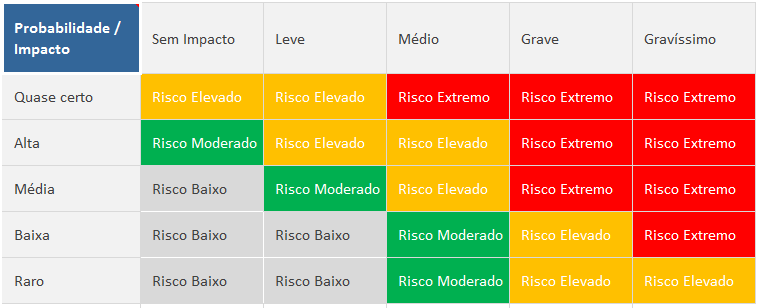 Probabilidade /
Impacto
Sem Impacto Leve Médio Grave Gravíssimo
Quase certo Risco Elevado Risco Elevado Risco Extremo Risco Extremo Risco Extremo
Alta Risco Moderado Risco Elevado Risco Elevado Risco Extremo Risco Extremo
Média Risco Baixo Risco Moderado Risco Elevado Risco Extremo Risco Extremo
Baixa Risco Baixo Risco Baixo Risco Moderado Risco Elevado Risco Extremo
Raro Risco Baixo Risco Baixo Risco Moderado Risco Elevado Risco Elevado